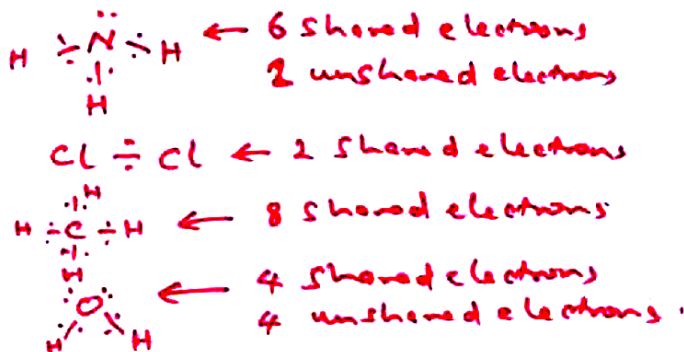 H N H ← 6 shared electrons
H 2 unshared electrons
Cl ÷ Cl ← 2 shared electrons
H
H C H ← 8 shared electrons
H
O ← 4 shared electrons
H H 4 unshared electrons.